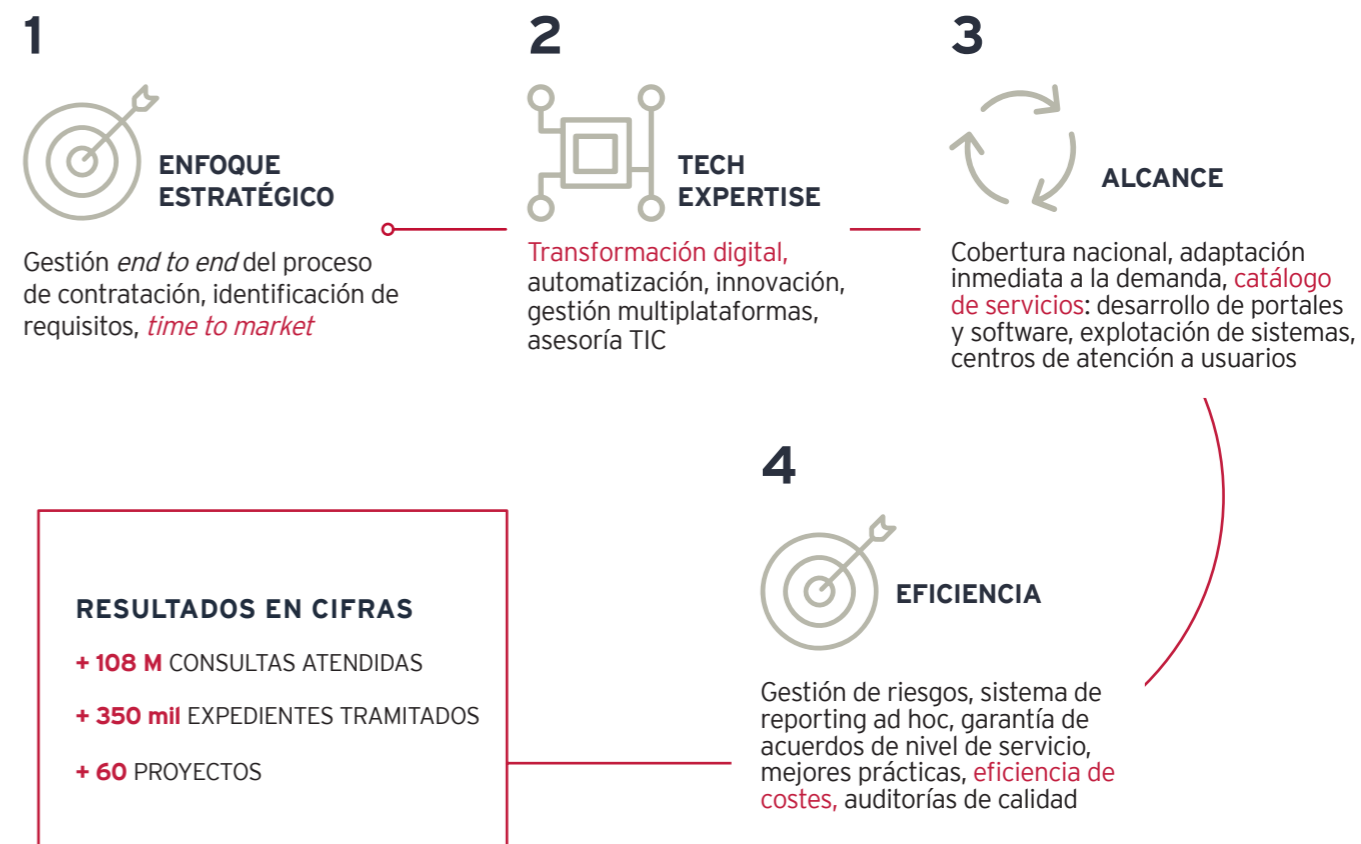 1
ENFOQUE
ESTRATÉGICO
Gestión end to end del proceso
de contratación, identificación de
requisitos, time to market
2
TECH
EXPERTISE
Transformación digital,
automatización, innovación,
gestión multiplataformas,
asesoría TIC
3
ALCANCE
Cobertura nacional, adaptación
inmediata a la demanda, catálogo
de servicios: desarrollo de portales
y software, explotación de sistemas,
centros de atención a usuarios
4
EFICIENCIA
Gestión de riesgos, sistema de
reporting ad hoc, garantía de
acuerdos de nivel de servicio,
mejores prácticas, eficiencia de
costes, auditorías de calidad
RESULTADOS EN CIFRAS
+ 108 M CONSULTAS ATENDIDAS
+ 350 mil EXPEDIENTES TRAMITADOS
+ 60 PROYECTOS